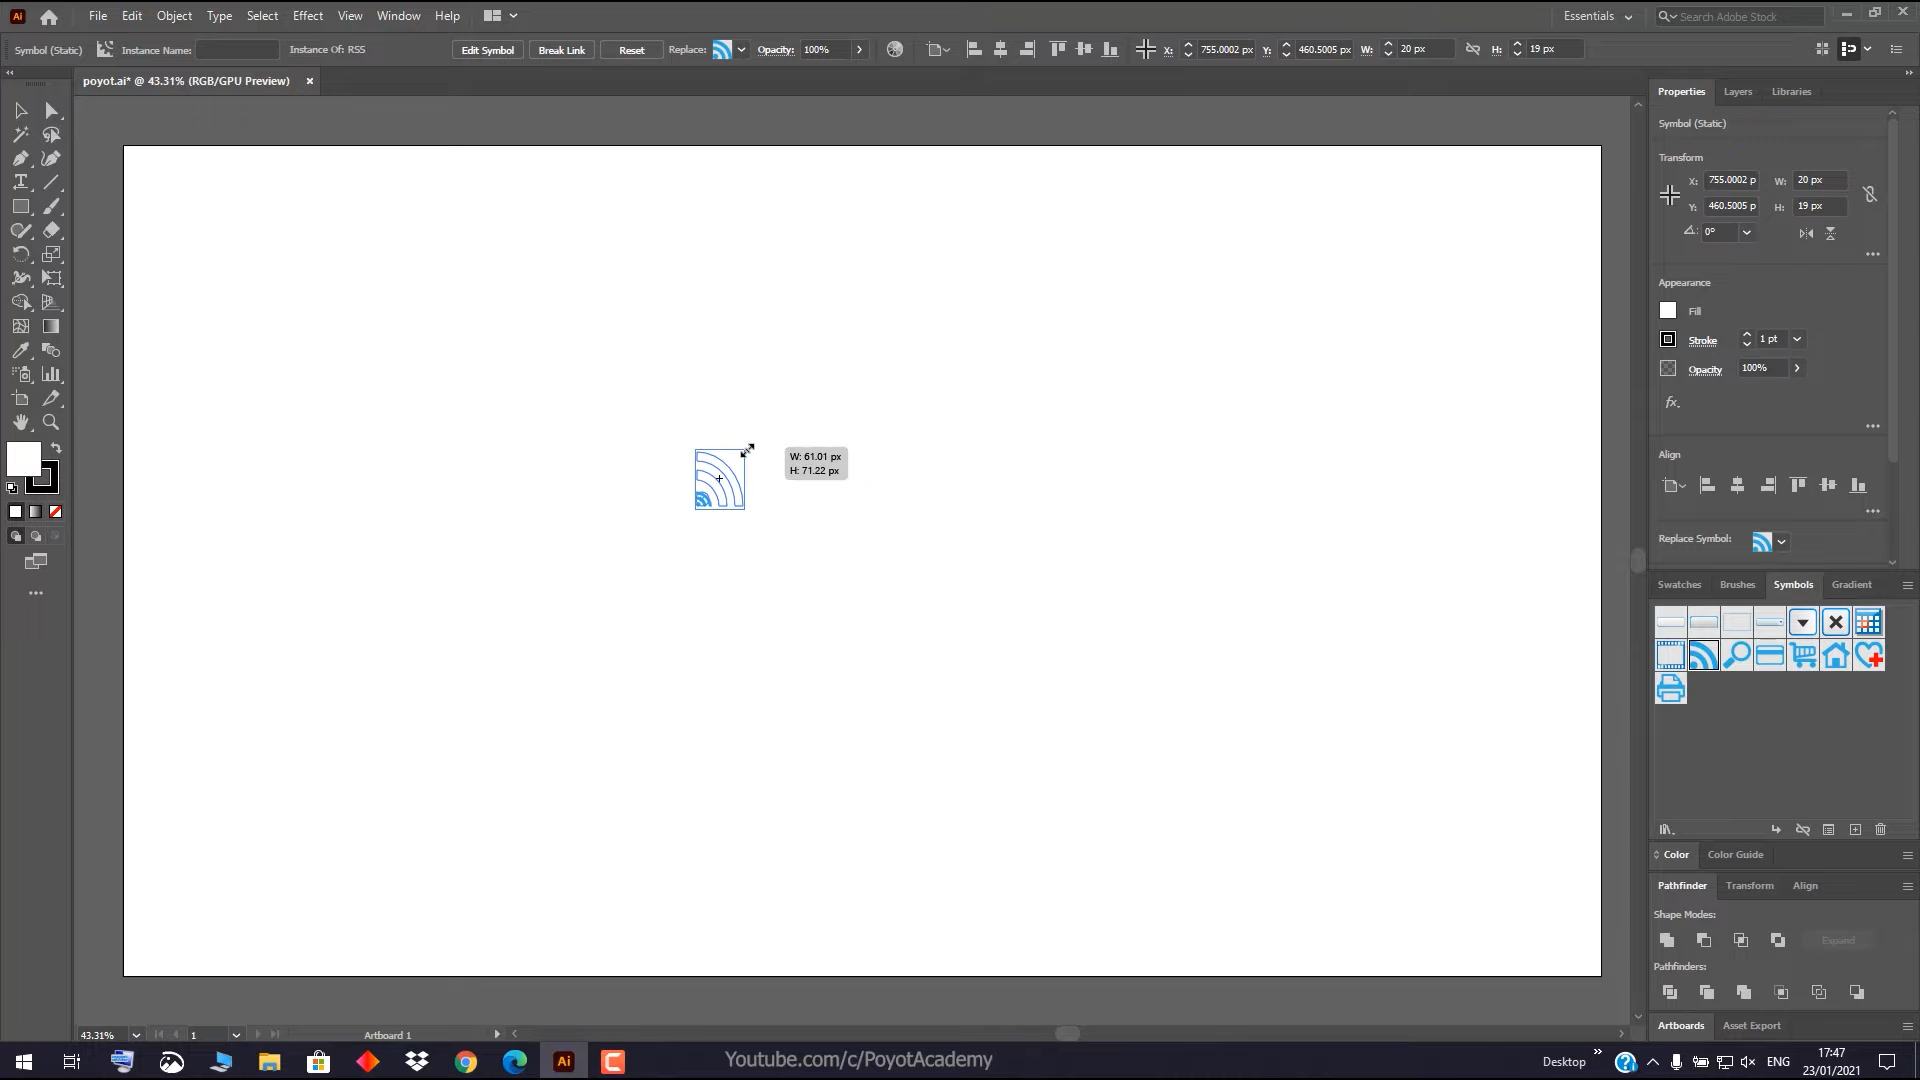 Ai File Edit Object Type Select Effect View Window Help Essentials Search Adobe Stock
Symbol (Static) Instance Name: Instance Of: RSS Edit Symbol Break Link Reset Replace: Opacity: 100% X: 755.0002 px Y: 460.5005 px W: 20 px H: 19 px
poyot.ai* @ 43.31% (RGB/GPU Preview) ×
Properties Layers Libraries
Symbol (Static)
Transform
X: 755.0002 p W: 20 px
Y: 460.5005 p H: 19 px
0°
Appearance
Fill
Stroke 1 pt
Opacity 100%
fx.
Align
Replace Symbol:
W: 61.01 px
H: 71.22 px
Swatches Brushes Symbols Gradient
Color Color Guide
Pathfinder Transform Align
Shape Modes:
Expand
Pathfinders:
Artboards Asset Export
43.31% 1 Artboard 1
Ai Youtube.com/c/PoyotAcademy Desktop ENG 17:47
23/01/2021